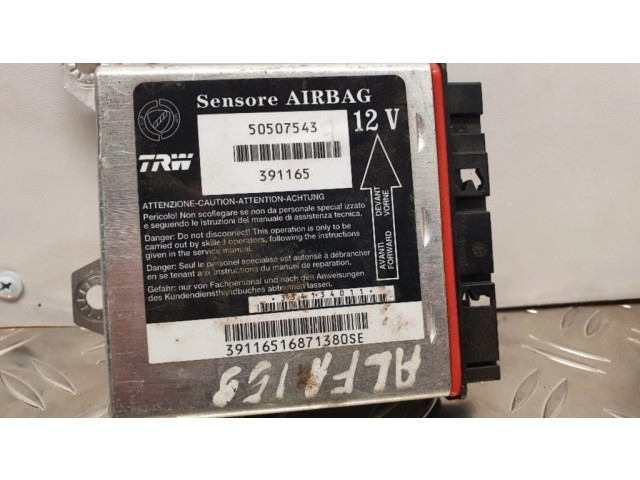 Sensore AIRBAG
50507543
12 V
391165
TRW
AVANTI DEVANT
FORWARD VORNE
ATTENZIONE-CAUTION-ATTENTION-ACHTUNG
Pericolo! Non scollegare se non da personale specializzato
e seguendo le istruzioni del manuale di assistenza tecnica.
Danger: Do not disconnect! This operation is only to be
carried out by skilled operators, following the instructions
given in the service manual.
Danger: Seul le personel specialisé est autorisé à débrancher
en se tenant aux instructions du manuel de reparation.
Gefahr: nur von Fachpersonal und nach den Anweisungen
des Kundendiensthandbuches abtrennen lassen.
39116516871380SE
ALFA 159